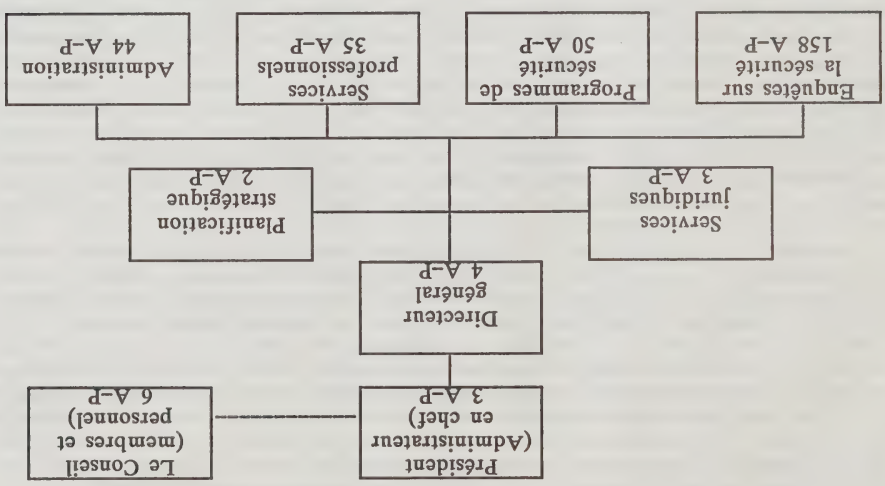 Président
(Administrateur
en chef)
3 A-P
Le Conseil
(membres et
personnel)
6 A-P
Directeur
général
4 A-P
Services
juridiques
3 A-P
Planification
stratégique
2 A-P
Enquêtes sur
la sécurité
158 A-P
Programmes de
sécurité
50 A-P
Services
professionnels
35 A-P
Administration
44 A-P